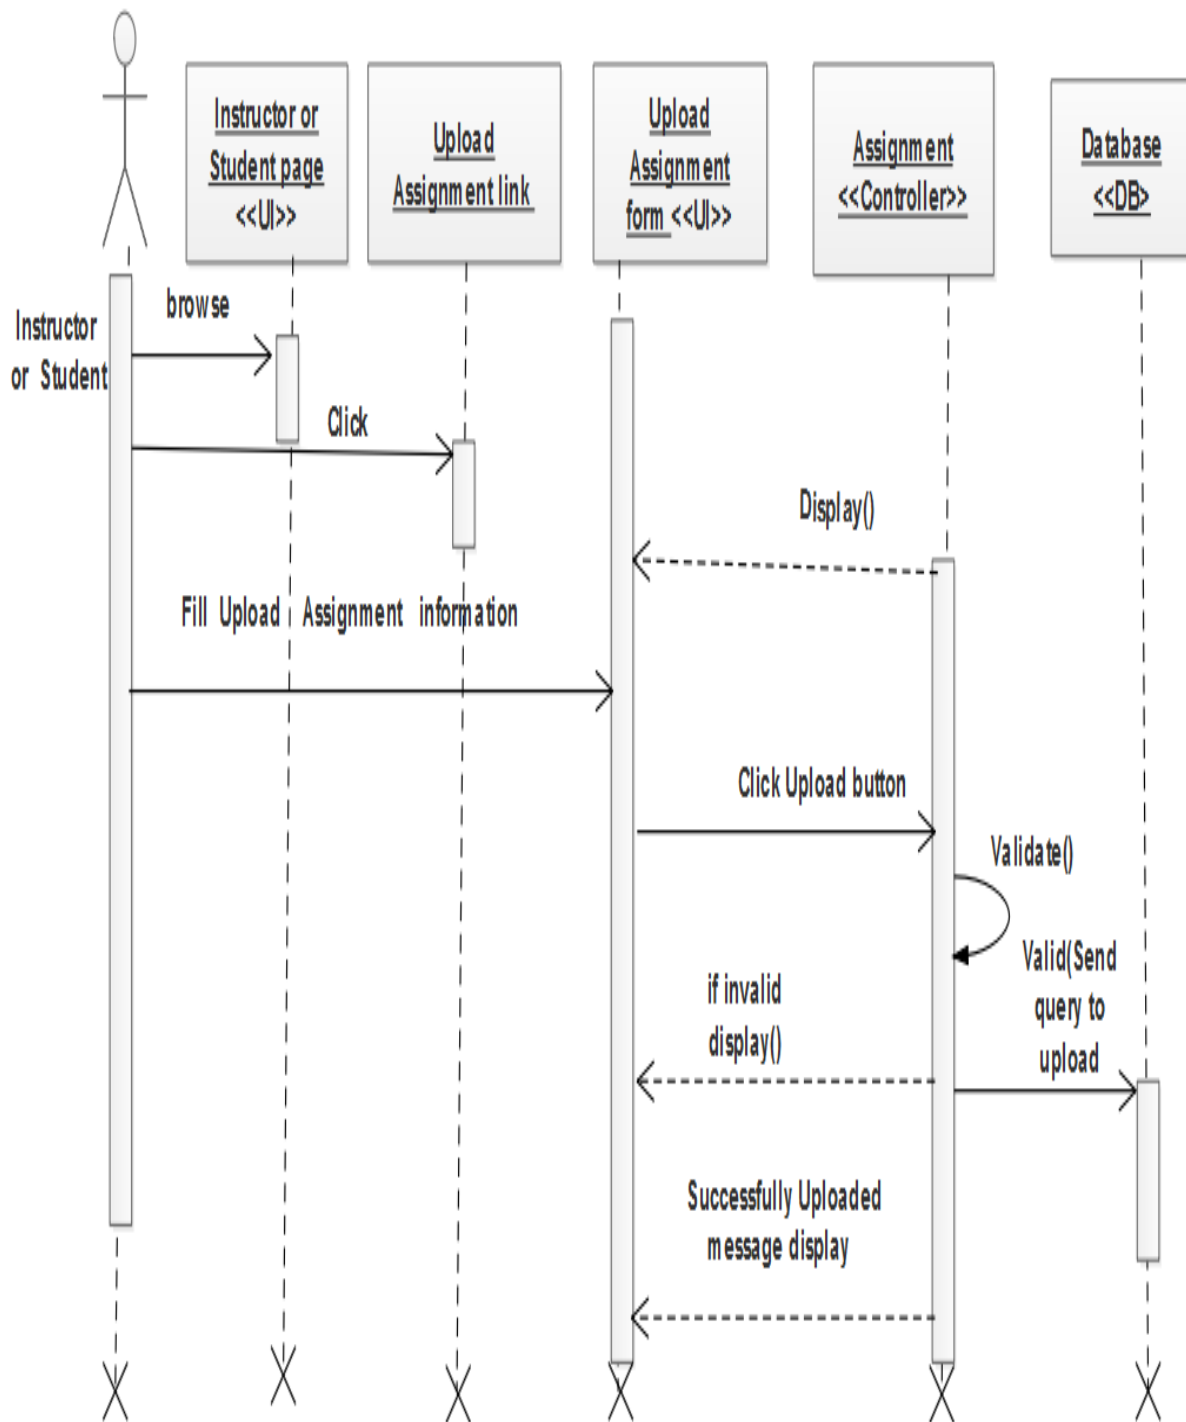 Instructor or
Student page
<<UI>>
Upload
Assignment link
Upload
Assignment
form <<UI>>
Assignment
<<Controller>>
Database
<<DB>
Instructor
or Student
browse
Click
Display()
Fill Upload Assignment information
Click Upload button
Validate()
Valid(Send
query to
upload
if invalid
display()
Successfully Uploaded
message display